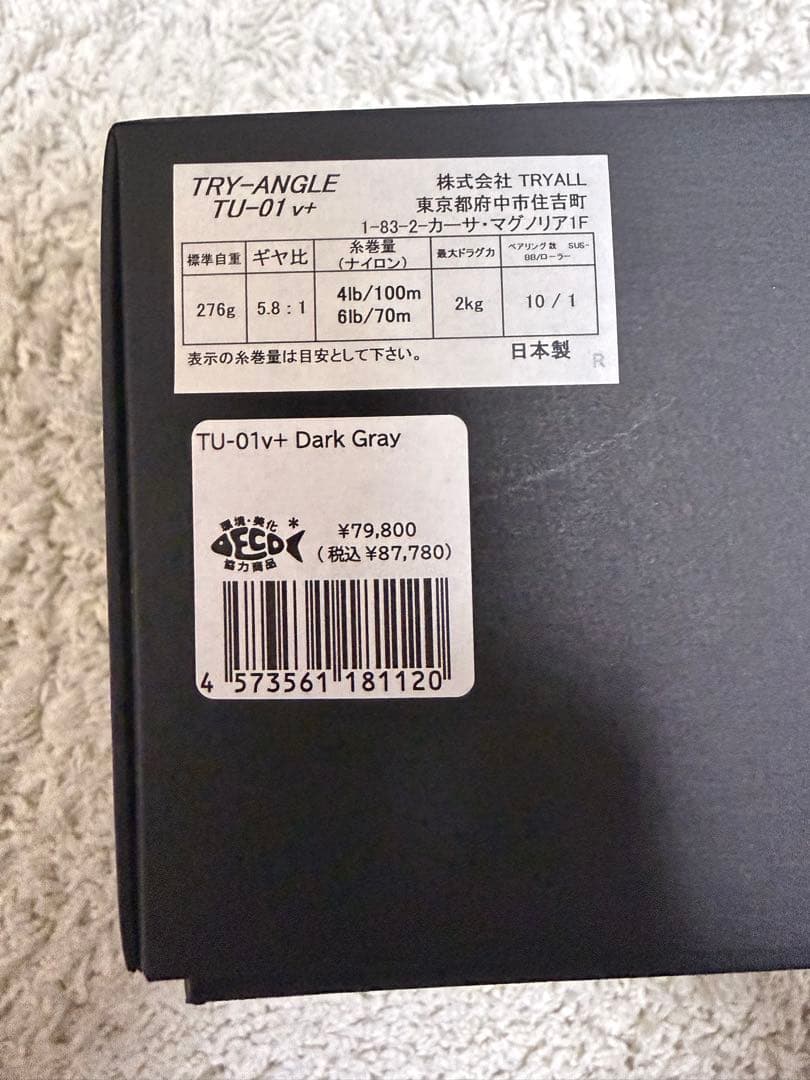 TRY-ANGLE
TU-01 v+
株式会社 TRYALL
東京都府中市住吉町
1-83-2-カーサ・マグノリア1F
標準自重 ギヤ比 糸巻量(ナイロン) 最大ドラグ力 ベアリング数 SUS-BB/ローラー
276g 5.8:1 4lb/100m 2kg 10 / 1
6lb/70m
表示の糸巻量は目安として下さい。
日本製 R
TU-01v+ Dark Gray
環境・美化 *
DECO
協力商品
¥79,800
(税込 ¥87,780)
4 573561 181120